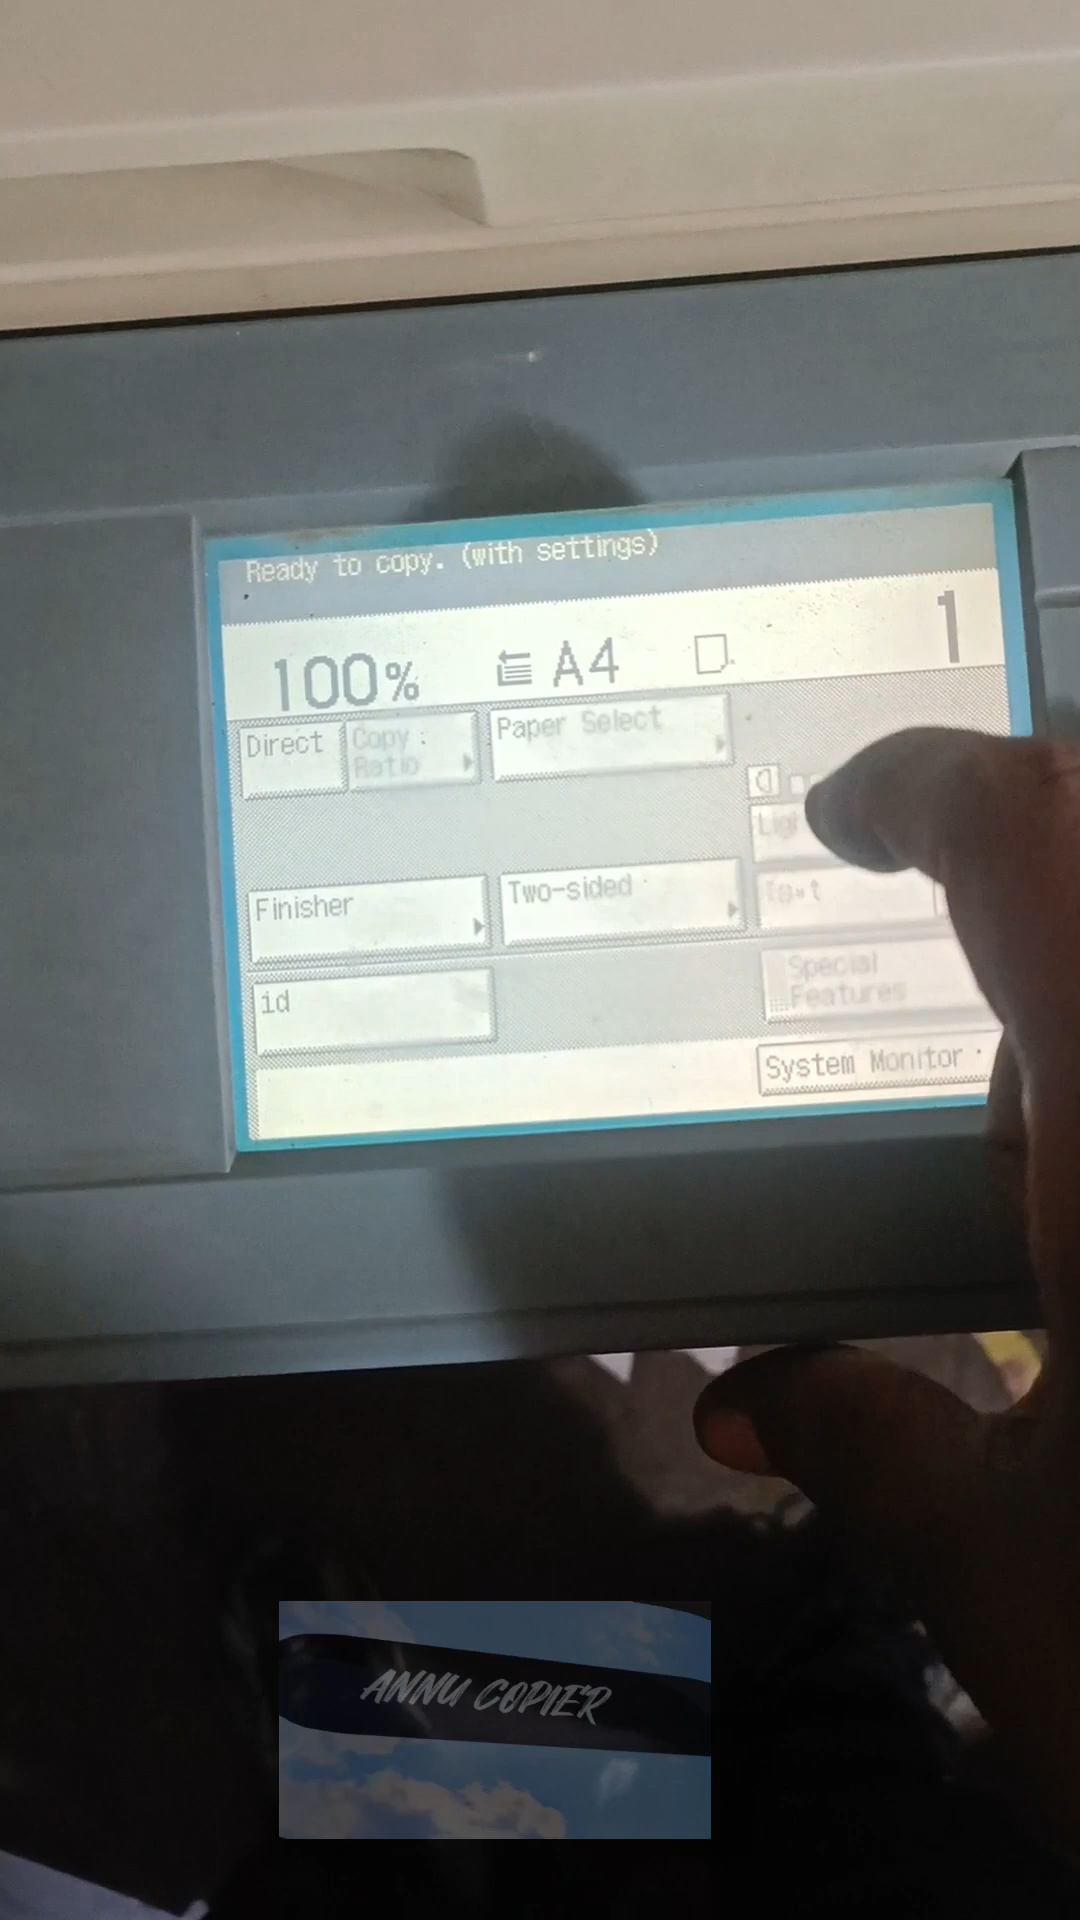 Ready to copy. (with settings)
100% A4 1
Direct
Copy
Ratio
Paper Select
Finisher
Two-sided
Text
id
Special
Features
System Monitor
ANNU COPIER